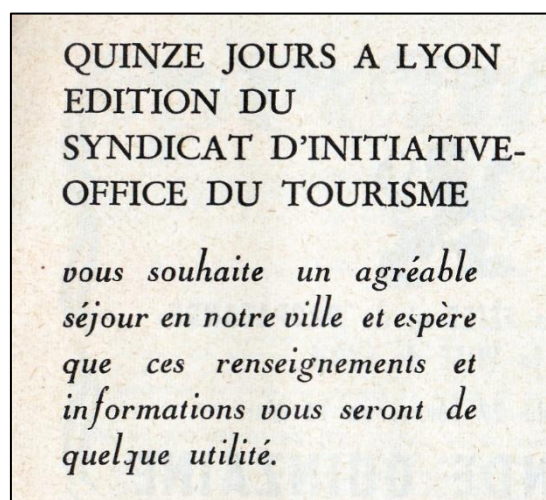 QUINZE JOURS A LYON
EDITION DU
SYNDICAT D'INITIATIVE-
OFFICE DU TOURISME
vous souhaite un agréable
séjour en notre ville et espère
que ces renseignements et
informations vous seront de
quelque utilité.